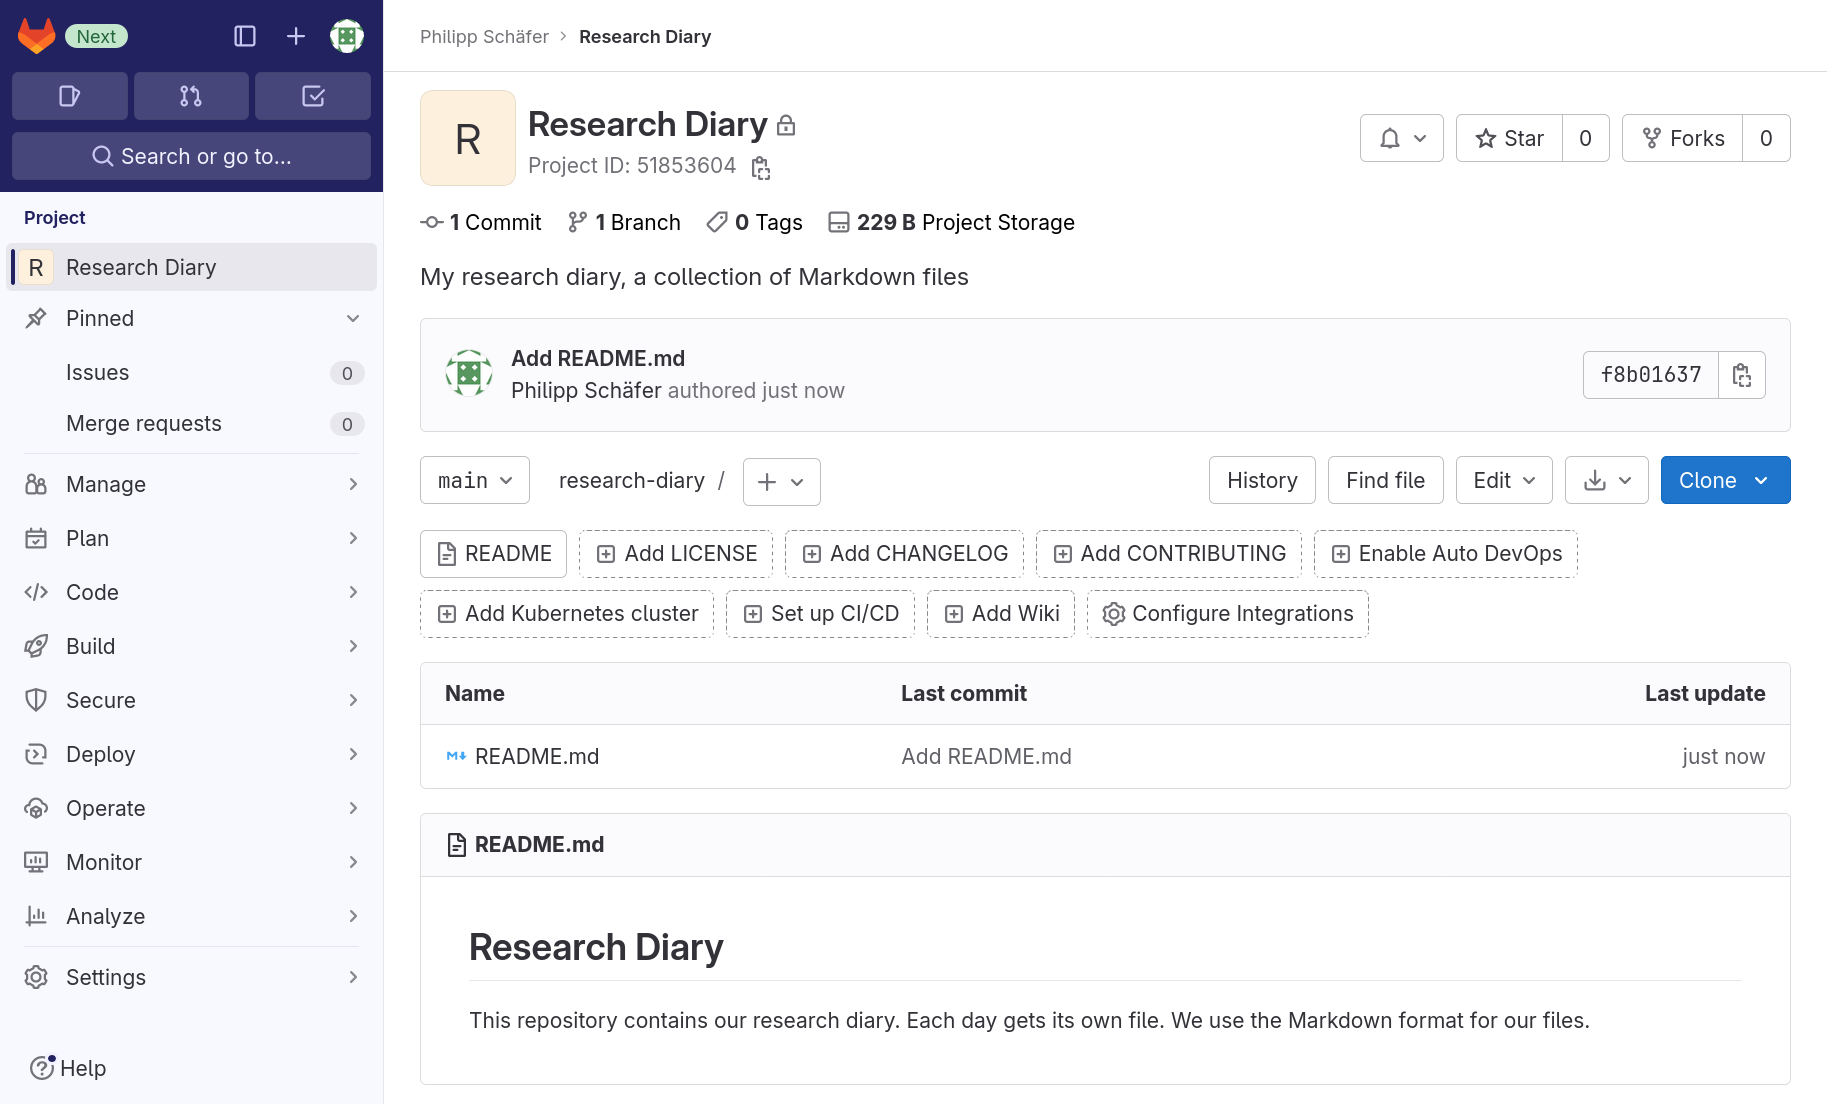 Next
Search or go to...
Project
R Research Diary
Pinned
Issues 0
Merge requests 0
Manage
Plan
Code
Build
Secure
Deploy
Operate
Monitor
Analyze
Settings
Help
Philipp Schäfer › Research Diary
R
Research Diary
Project ID: 51853604
Star 0
Forks 0
1 Commit 1 Branch 0 Tags 229 B Project Storage
My research diary, a collection of Markdown files
Add README.md
Philipp Schäfer authored just now
f8b01637
main research-diary / History Find file Edit Clone
README Add LICENSE Add CHANGELOG Add CONTRIBUTING Enable Auto DevOps
Add Kubernetes cluster Set up CI/CD Add Wiki Configure Integrations
Name Last commit Last update
README.md Add README.md just now
README.md
Research Diary
This repository contains our research diary. Each day gets its own file. We use the Markdown format for our files.